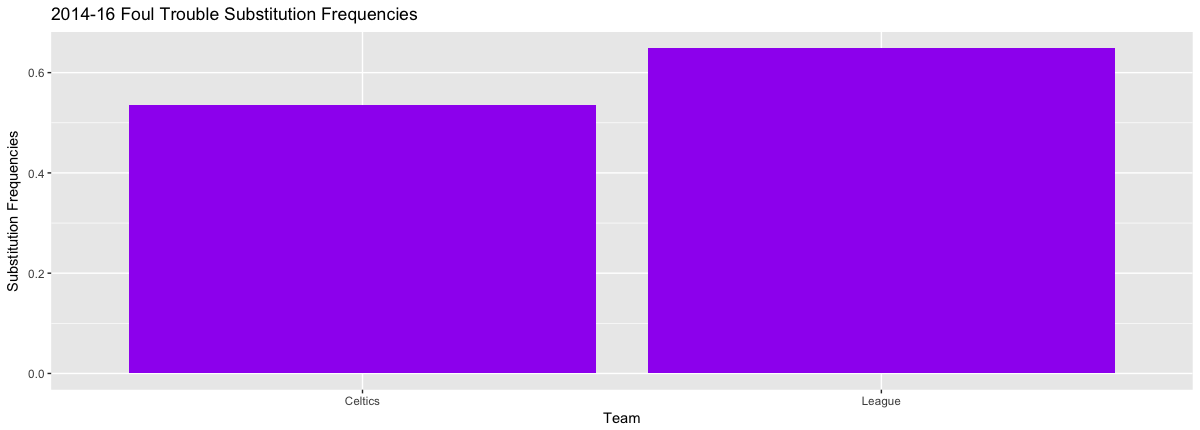 2014-16 Foul Trouble Substitution Frequencies
Substitution Frequencies
0.6
0.4
0.2
0.0
Celtics
League
Team